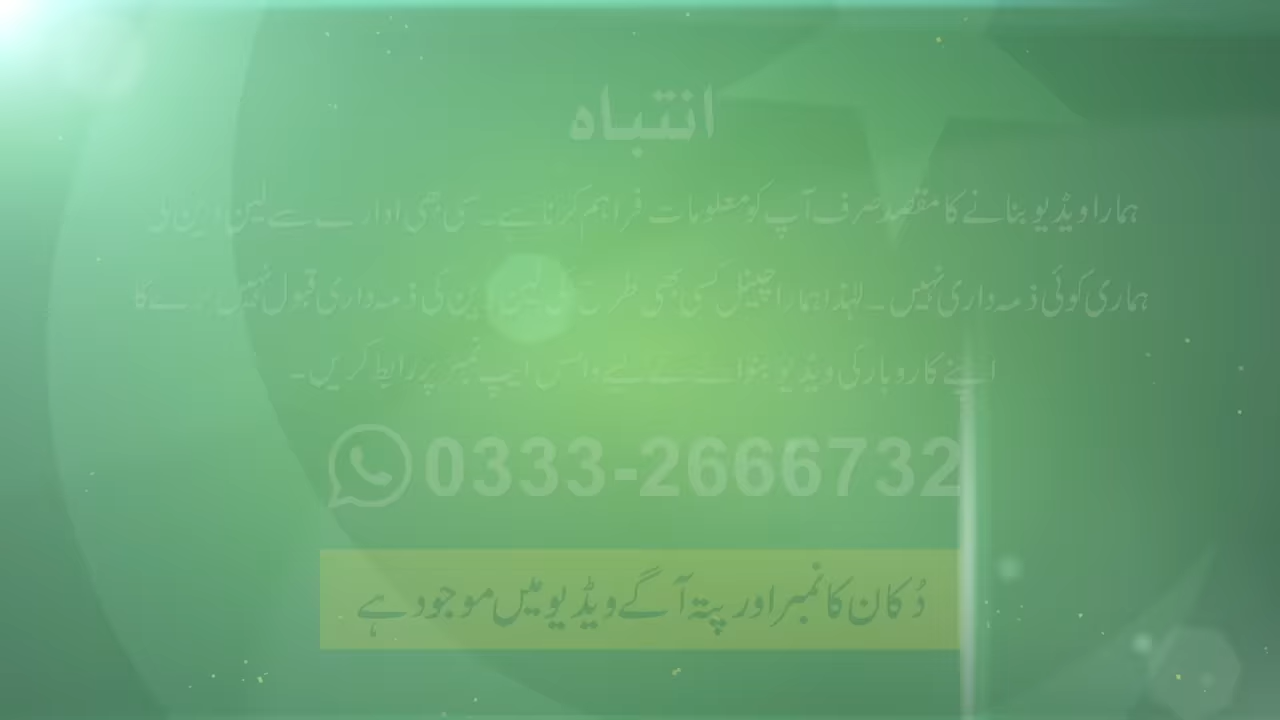 انتباہ
ہمارا ویڈیو بنانے کا مقصد صرف آپ کو معلومات فراہم کرنا ہے۔ کسی بھی ادارے سے لین دین کی
ہماری کوئی ذمہ داری نہیں۔ لہٰذا ہمارا چینل کسی بھی طرح کی لین دین کی ذمہ داری قبول نہیں کرے گا
اپنے کاروبار کی ویڈیو بنوانے کے لیے واٹس ایپ نمبر پر رابطہ کریں۔
0333-2666732
دُکان کا نمبر اور پتہ آگے ویڈیو میں موجود ہے